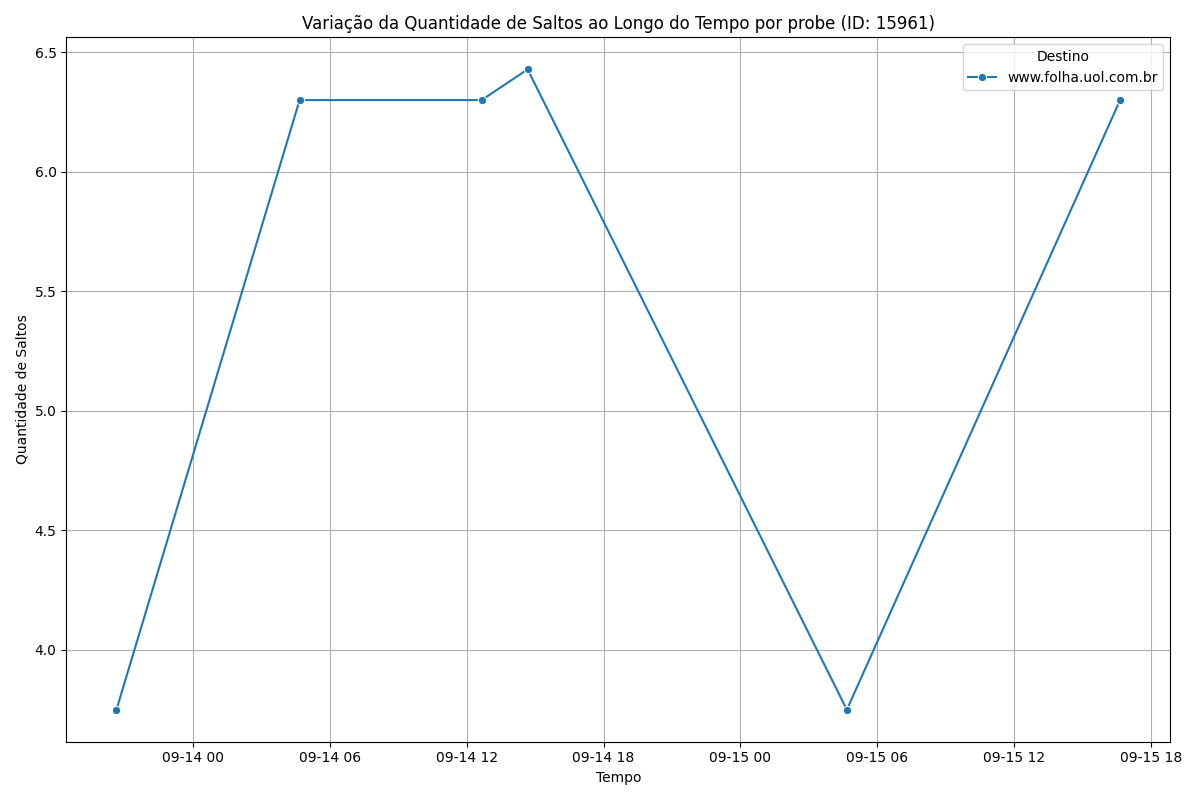 Variação da Quantidade de Saltos ao Longo do Tempo por probe (ID: 15961)
Destino
www.folha.uol.com.br
Quantidade de Saltos
6.5
6.0
5.5
5.0
4.5
4.0
09-14 00 09-14 06 09-14 12 09-14 18 09-15 00 09-15 06 09-15 12 09-15 18
Tempo